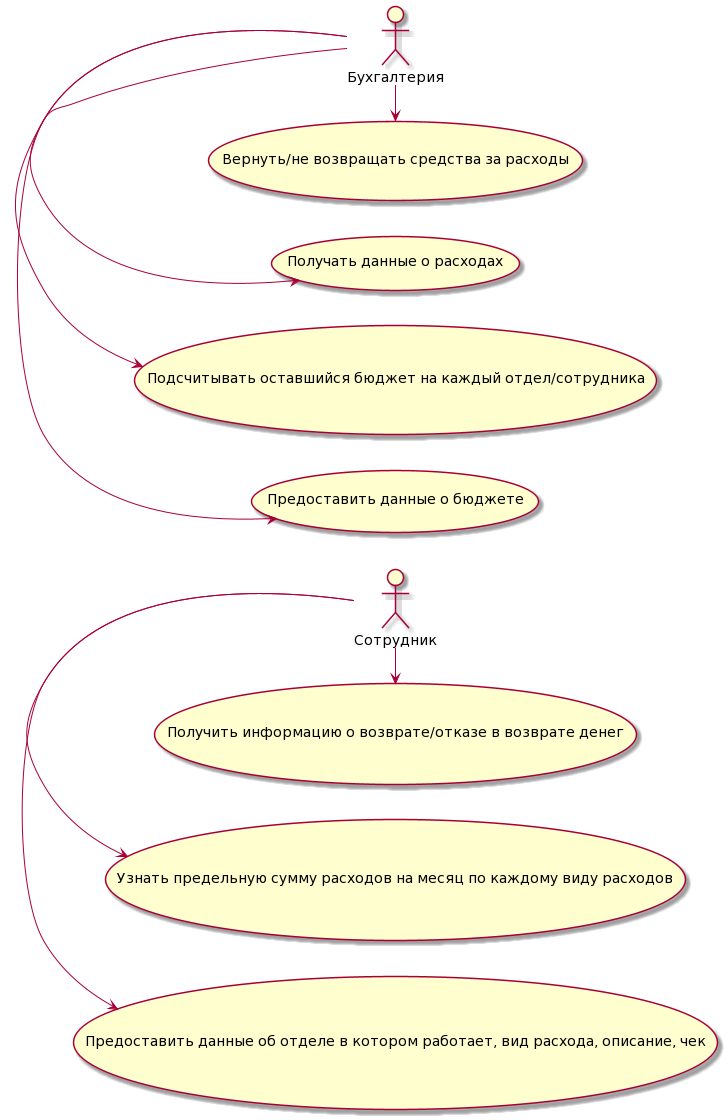 Бухгалтерия
Вернуть/не возвращать средства за расходы
Получать данные о расходах
Подсчитывать оставшийся бюджет на каждый отдел/сотрудника
Предоставить данные о бюджете
Сотрудник
Получить информацию о возврате/отказе в возврате денег
Узнать предельную сумму расходов на месяц по каждому виду расходов
Предоставить данные об отделе в котором работает, вид расхода, описание, чек